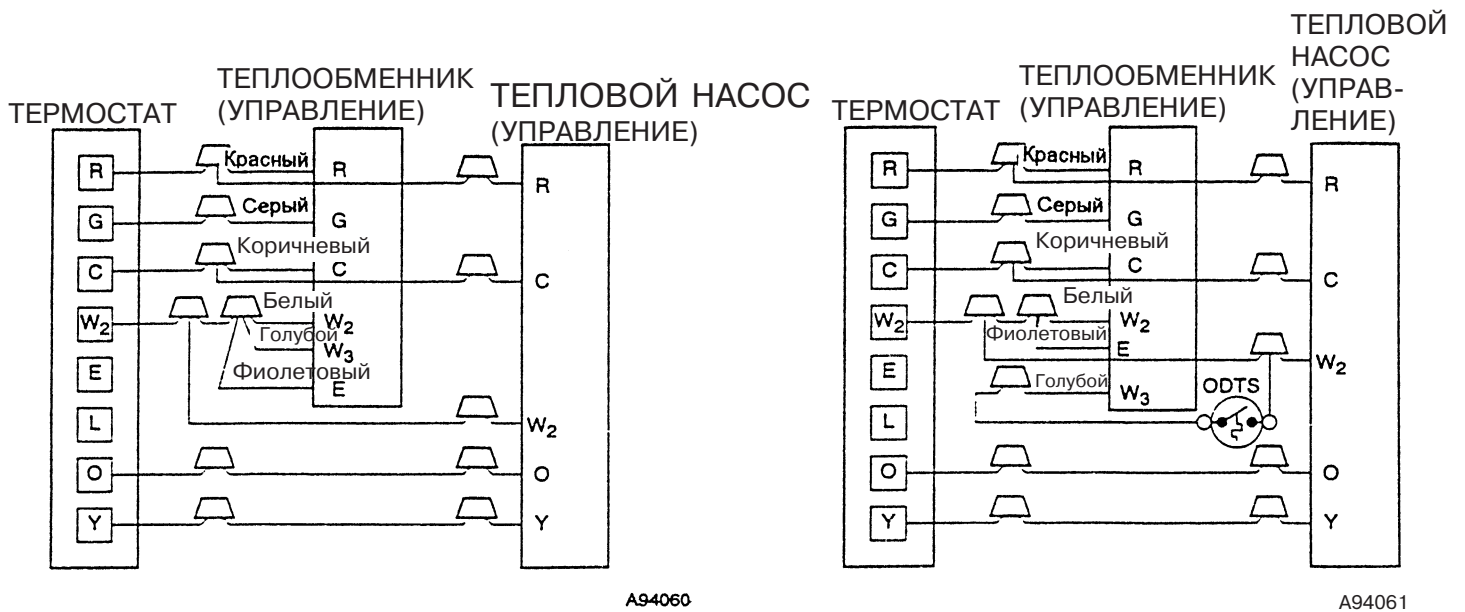 ТЕРМОСТАТ
ТЕПЛООБМЕННИК
(УПРАВЛЕНИЕ)
ТЕПЛОВОЙ НАСОС
(УПРАВЛЕНИЕ)
R
Красный
R
R
G
Серый
G
C
Коричневый
C
C
W2
Белый
W2
Голубой
W3
E
Фиолетовый
E
L
W2
O
O
Y
Y
A94060
ТЕРМОСТАТ
ТЕПЛООБМЕННИК
(УПРАВЛЕНИЕ)
ТЕПЛОВОЙ
НАСОС
(УПРАВ-
ЛЕНИЕ)
R
Красный
R
R
G
Серый
G
C
Коричневый
C
C
W2
Белый
W2
Фиолетовый
E
W2
E
Голубой
W3
ODTS
L
O
O
Y
Y
A94061